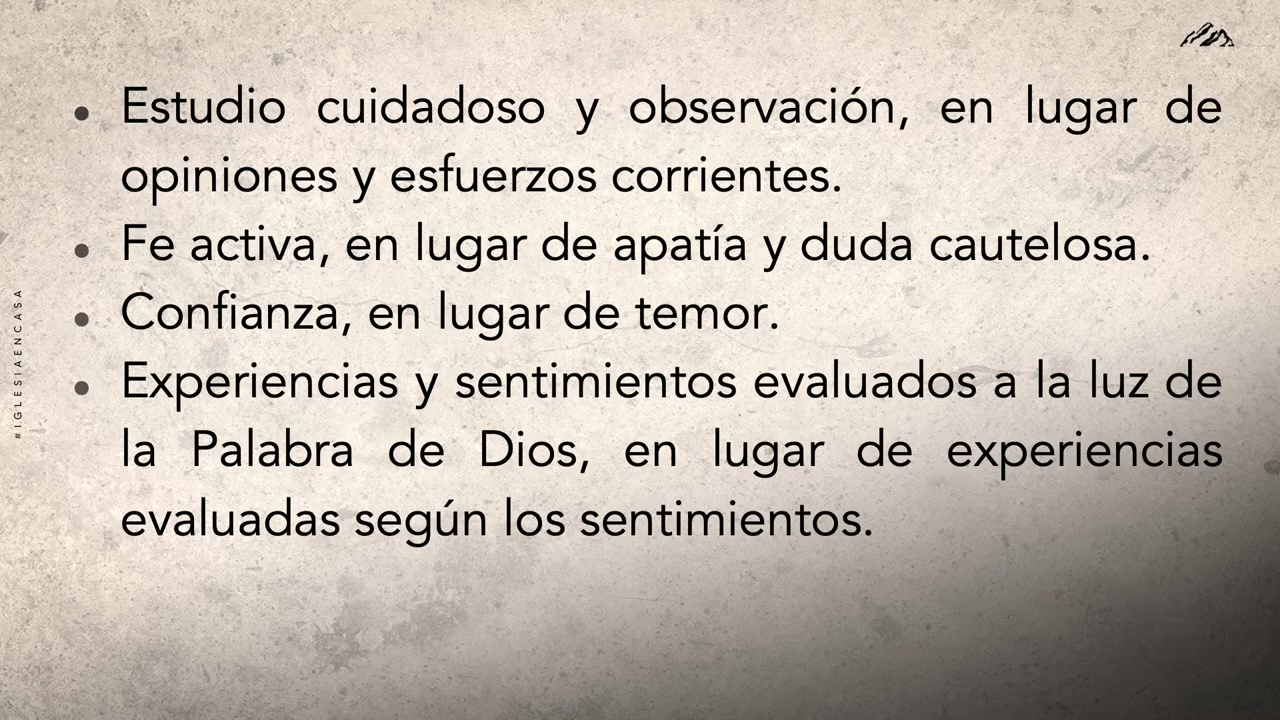 • Estudio cuidadoso y observación, en lugar de
opiniones y esfuerzos corrientes.
• Fe activa, en lugar de apatía y duda cautelosa.
• Confianza, en lugar de temor.
• Experiencias y sentimientos evaluados a la luz de
la Palabra de Dios, en lugar de experiencias
evaluadas según los sentimientos.
#IGLESIAENCASA